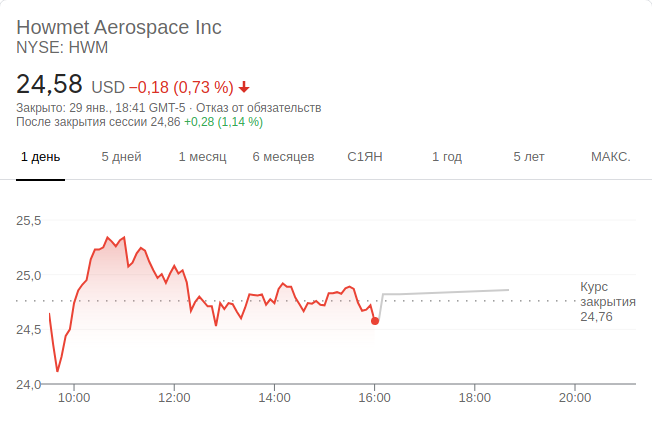 Howmet Aerospace Inc
NYSE: HWM
24,58 USD −0,18 (0,73 %)
Закрыто: 29 янв., 18:41 GMT-5 · Отказ от обязательств
После закрытия сессии 24,86 +0,28 (1,14 %)
1 день 5 дней 1 месяц 6 месяцев С1ЯН 1 год 5 лет МАКС.
25,5
25,0
Курс
закрытия
24,76
24,5
24,0
10:00 12:00 14:00 16:00 18:00 20:00